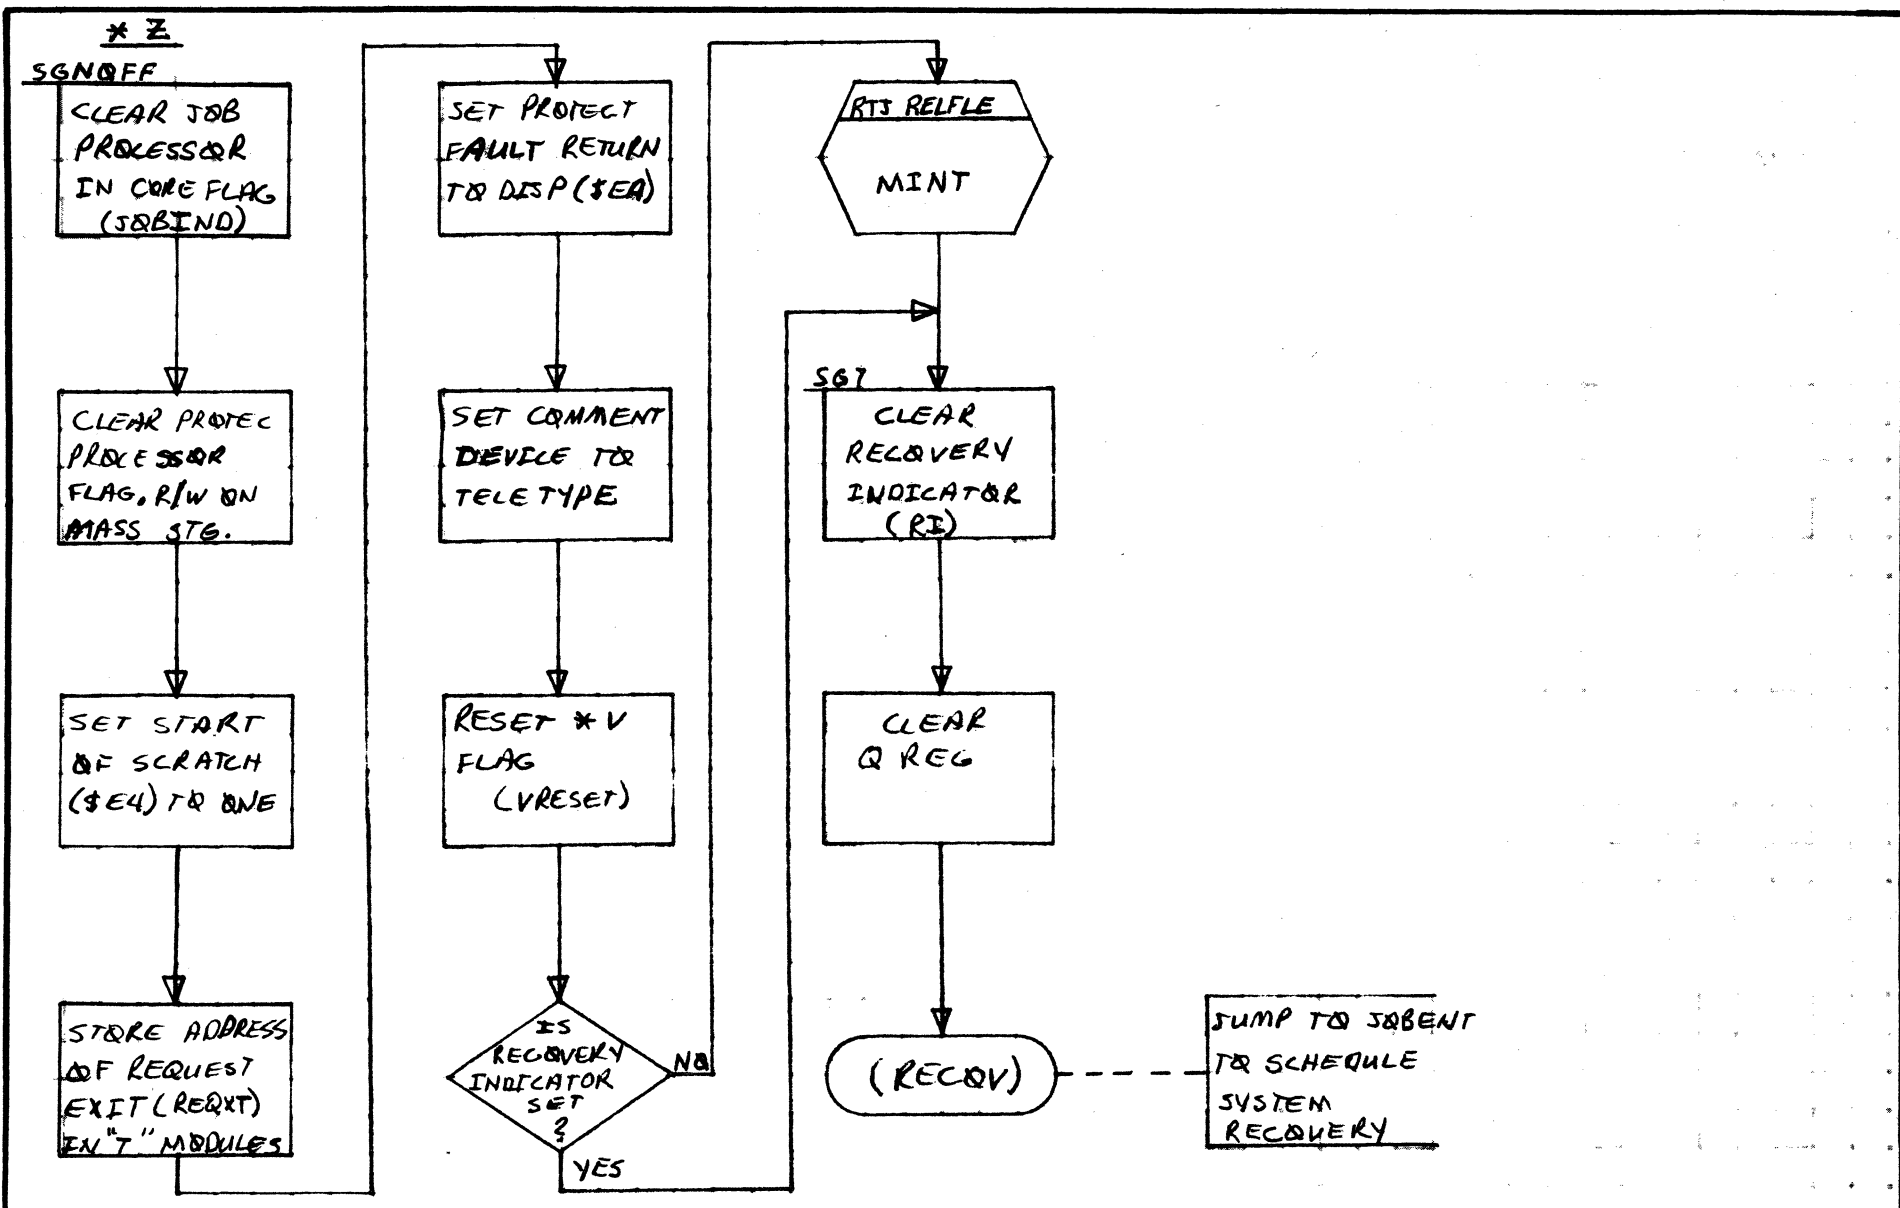 * Z
SGNOFF
CLEAR JOB
PROCESSOR
IN CORE FLAG
(JOBIND)
CLEAR PROTEC
PROCESSOR
FLAG. R/W ON
MASS STG.
SET START
OF SCRATCH
($E4) TO ONE
STORE ADDRESS
OF REQUEST
EXIT (REQXT)
IN "T" MODULES
SET PROTECT
FAULT RETURN
TO DISP ($EA)
SET COMMENT
DEVICE TO
TELETYPE
RESET * V
FLAG
(VRESET)
IS
RECOVERY
INDICATOR
SET
?
NO
YES
RTJ RELFLE
MINT
SG7
CLEAR
RECOVERY
INDICATOR
(RI)
CLEAR
Q REG
(RECOV)
JUMP TO JOBENT
TO SCHEDULE
SYSTEM
RECOVERY